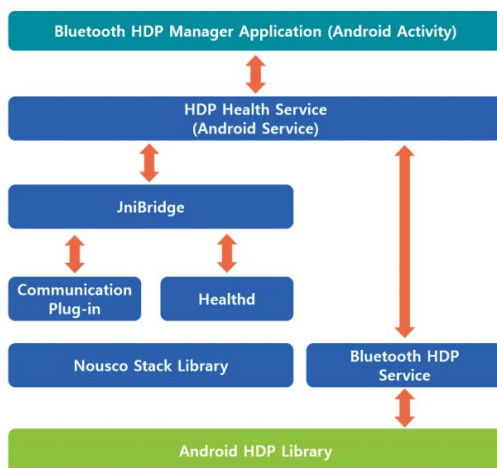 Bluetooth HDP Manager Application (Android Activity)
HDP Health Service
(Android Service)
JniBridge
Communication
Plug-in
Healthd
Nousco Stack Library
Bluetooth HDP
Service
Android HDP Library